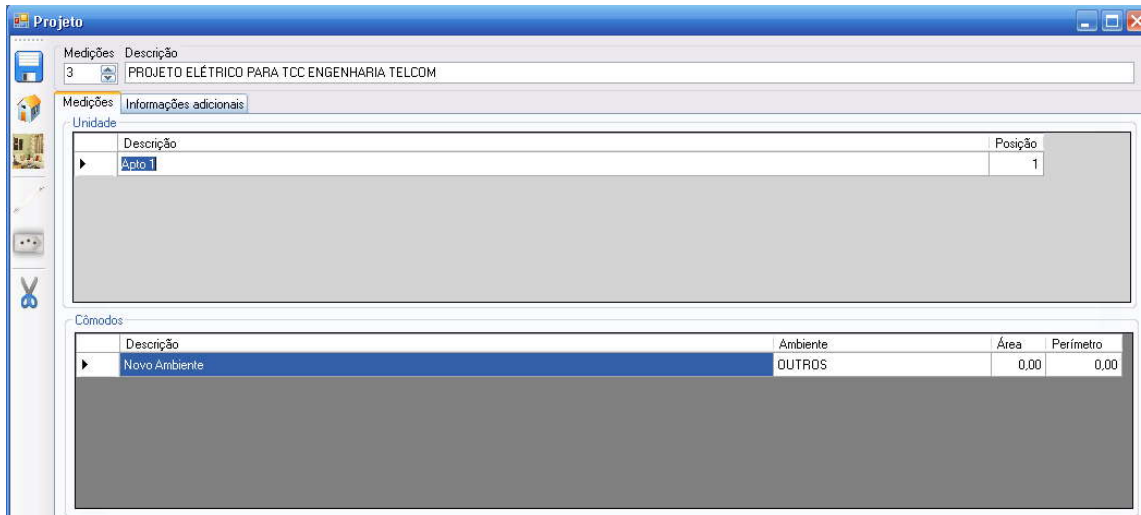 Projeto
Medições Descrição
3 PROJETO ELÉTRICO PARA TCC ENGENHARIA TELCOM
Medições Informações adicionais
Unidade
Descrição Posição
Apto 1 1
Cômodos
Descrição Ambiente Área Perímetro
Novo Ambiente OUTROS 0,00 0,00